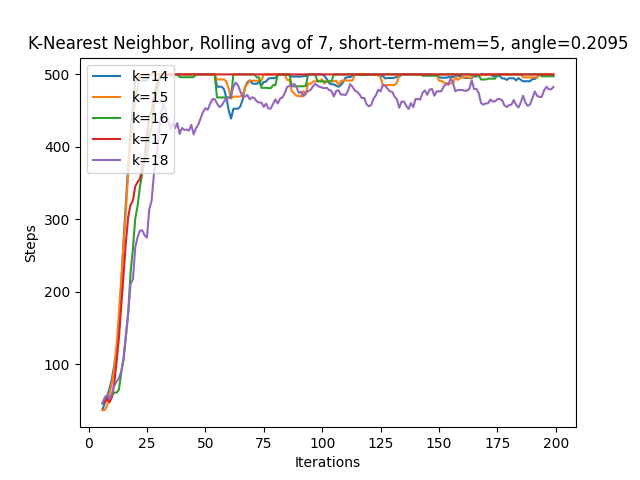 K-Nearest Neighbor, Rolling avg of 7, short-term-mem=5, angle=0.2095
k=14
k=15
k=16
k=17
k=18
500
400
300
200
100
Steps
0 25 50 75 100 125 150 175 200
Iterations